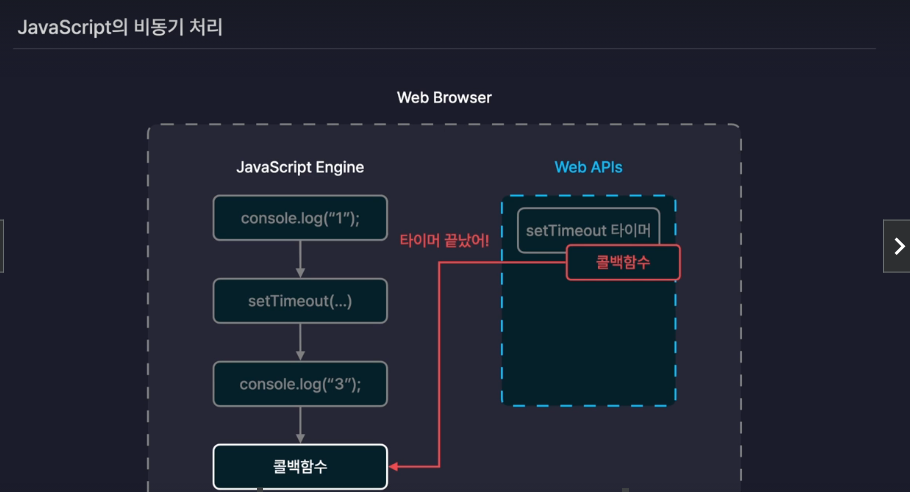 JavaScript의 비동기 처리
Web Browser
JavaScript Engine
Web APIs
console.log(“1”);
setTimeout 타이머
타이머 끝났어!
콜백함수
setTimeout(...)
console.log(“3”);
콜백함수